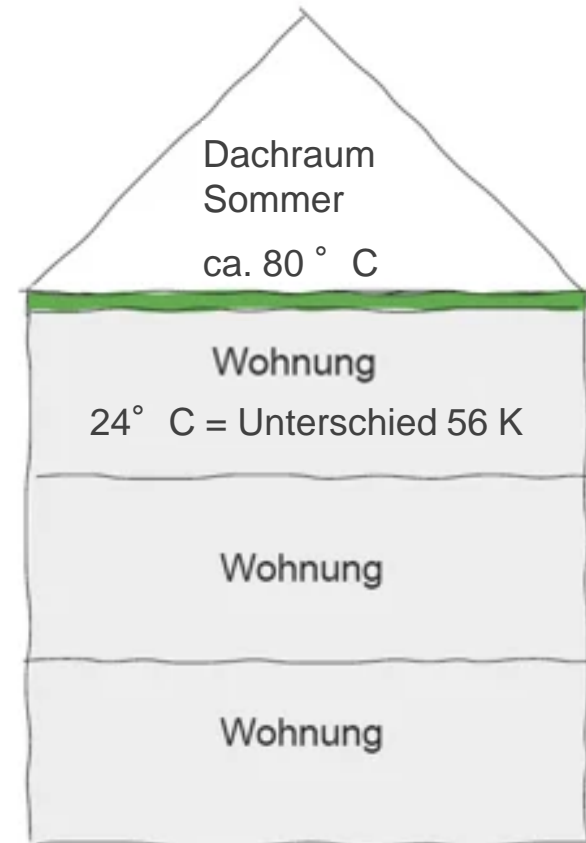 Dachraum
Sommer
ca. 80 ° C
Wohnung
24° C = Unterschied 56 K
Wohnung
Wohnung